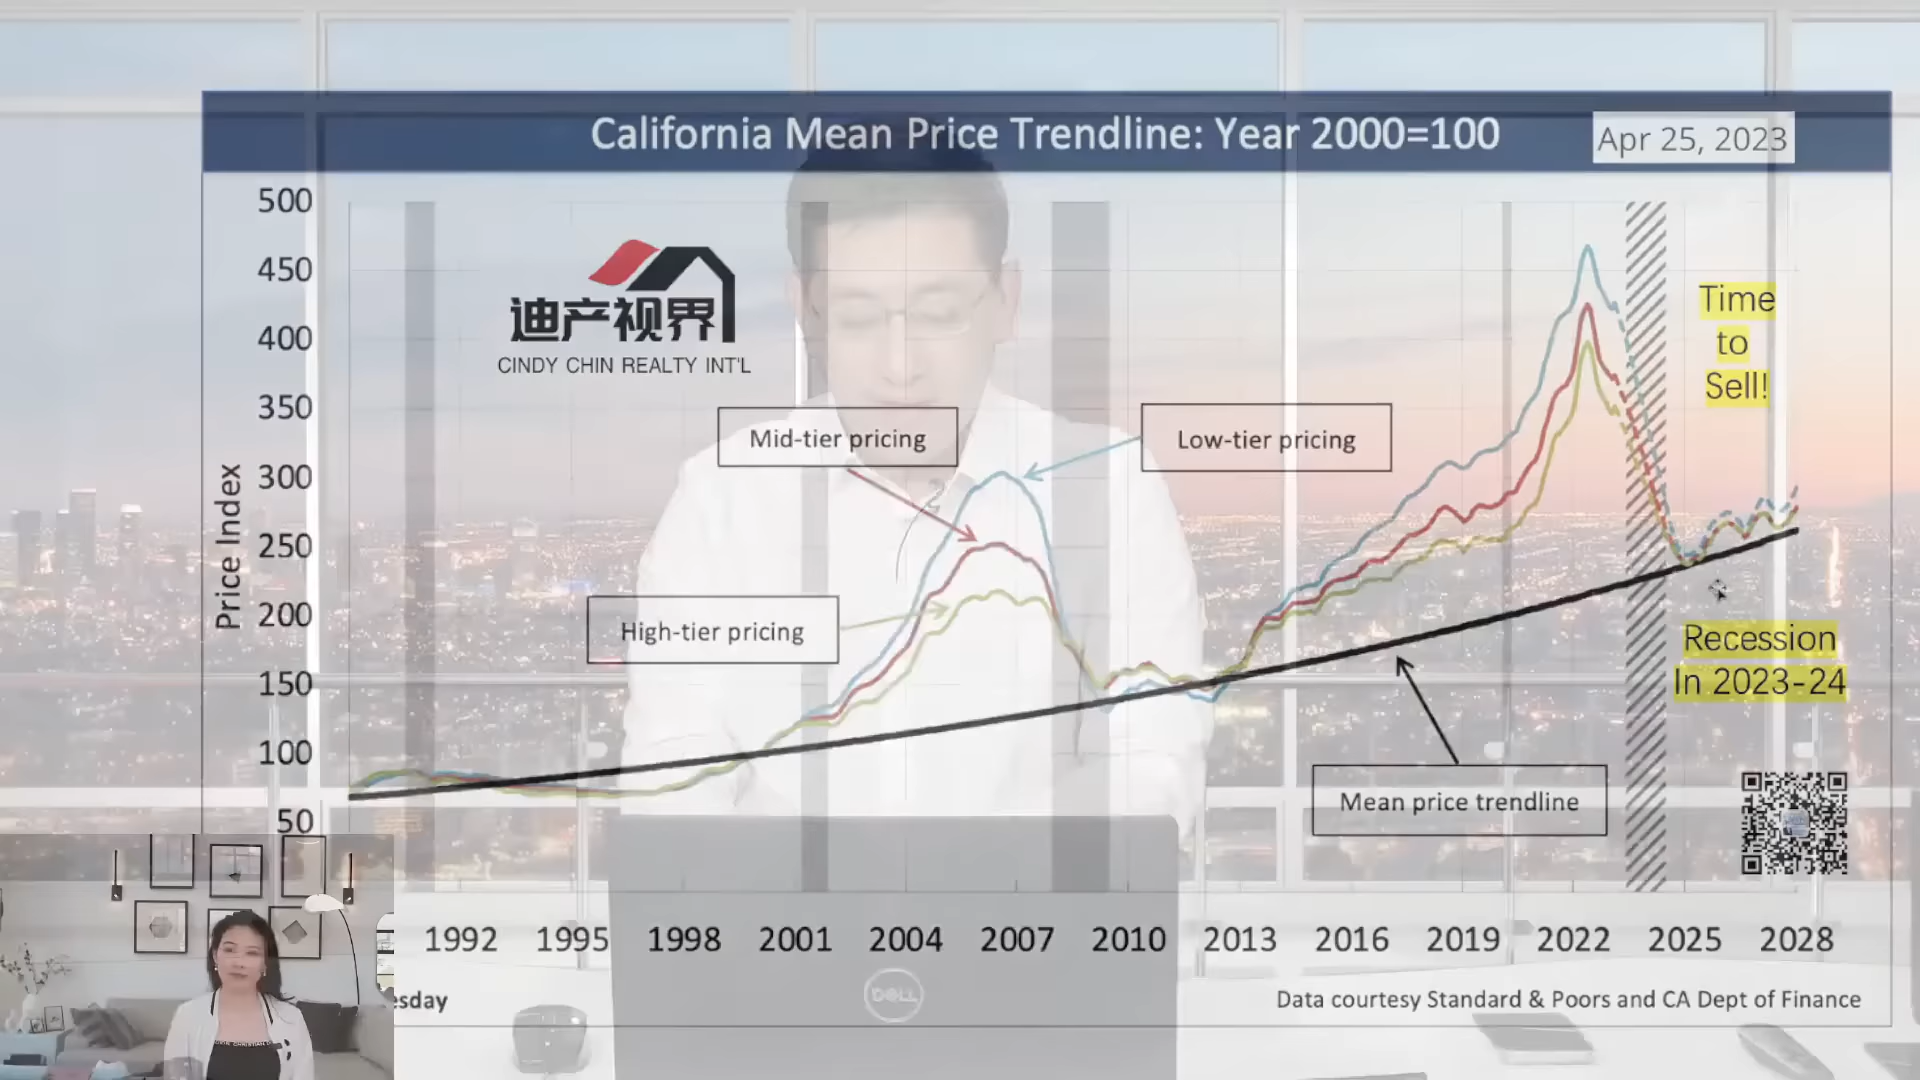 California Mean Price Trendline: Year 2000=100
Apr 25, 2023
500
450
400
350
300
250
200
150
100
50
Price Index
迪产视界
CINDY CHIN REALTY INT'L
Mid-tier pricing
Low-tier pricing
High-tier pricing
Mean price trendline
Time
to
Sell!
Recession
In 2023-24
1992 1995 1998 2001 2004 2007 2010 2013 2016 2019 2022 2025 2028
DELL
esday
Data courtesy Standard & Poors and CA Dept of Finance